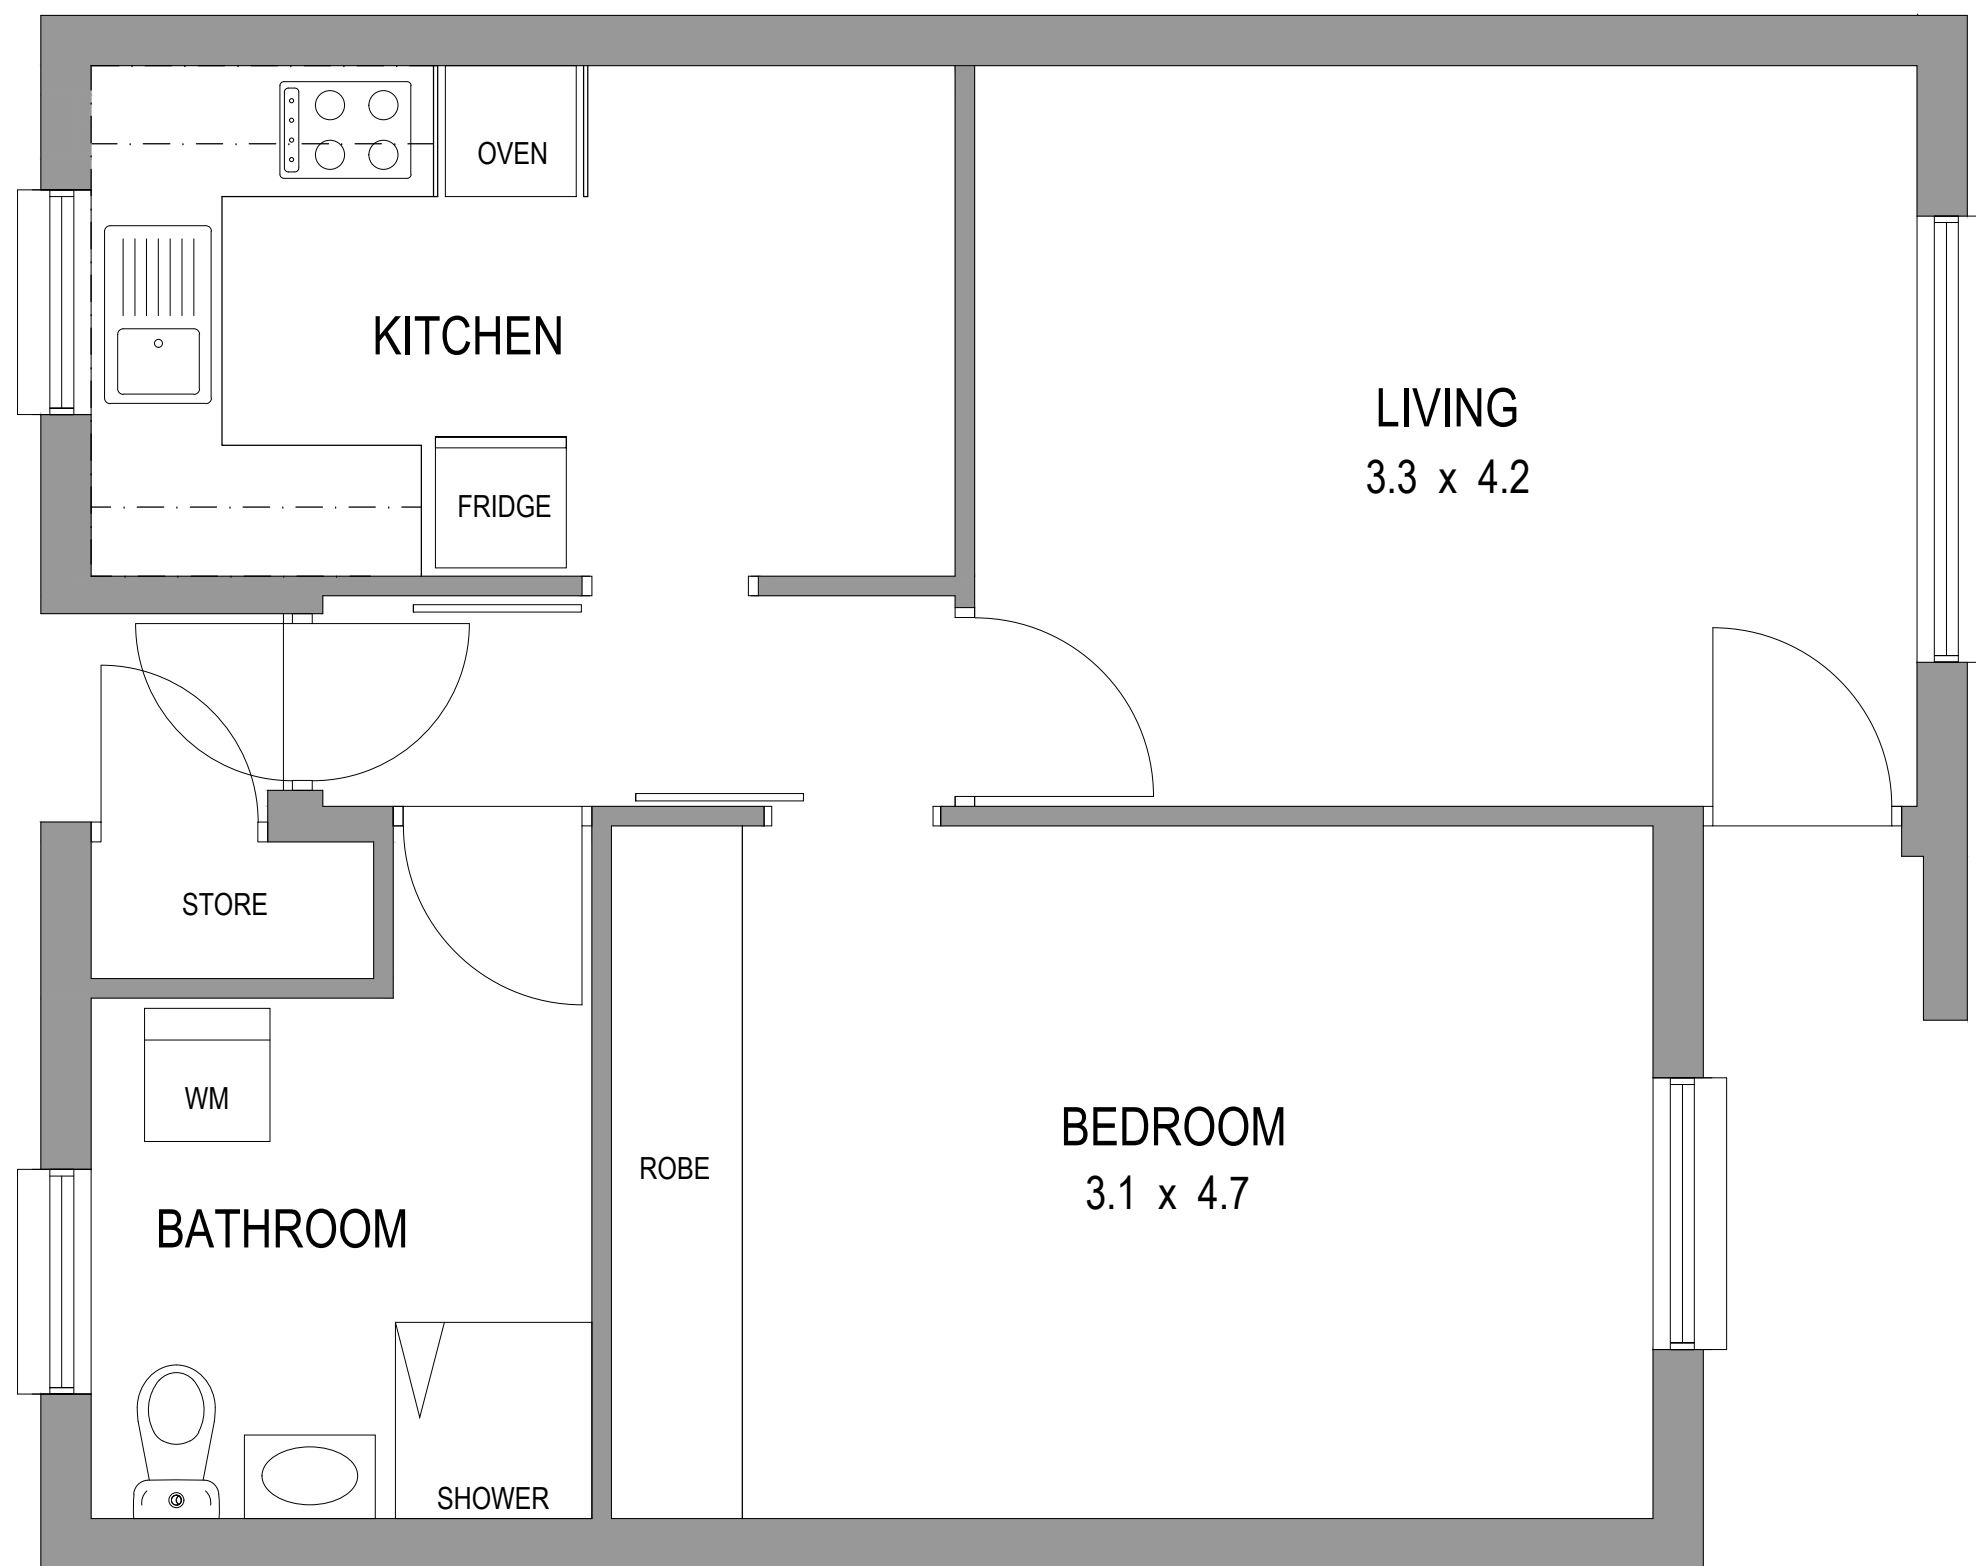 OVEN
KITCHEN
LIVING
3.3 x 4.2
FRIDGE
STORE
WM
BEDROOM
3.1 x 4.7
ROBE
BATHROOM
SHOWER